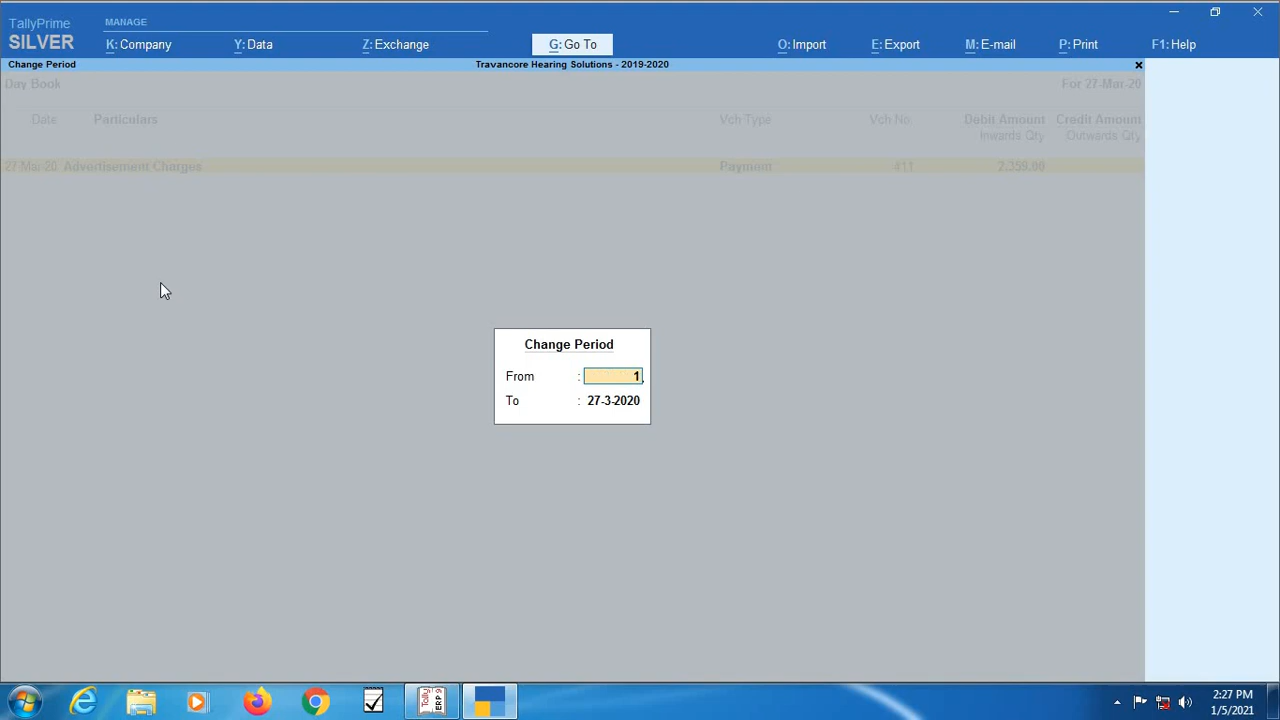 TallyPrime
MANAGE
SILVER
K: Company
Y: Data
Z: Exchange
G: Go To
O: Import
E: Export
M: E-mail
P: Print
F1: Help
Change Period
Travancore Hearing Solutions - 2019-2020
x
Day Book
For 27-Mar-20
Date
Particulars
Vch Type
Vch No.
Debit Amount
Credit Amount
Inwards Qty
Outwards Qty
27-Mar-20 Advertisement Charges
Payment
411
Change Period
From : 1
To : 27-3-2020
Tally
ERP 9
2:27 PM
1/5/2021